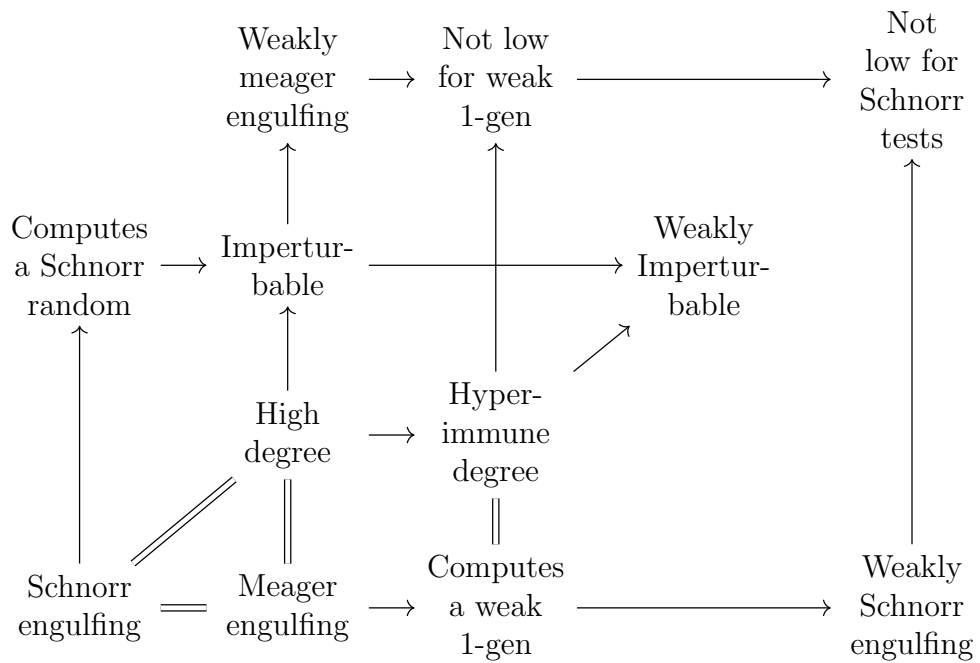 Weakly
meager
engulfing
Not low
for weak
1-gen
Not
low for
Schnorr
tests
Computes
a Schnorr
random
Impertur-
bable
Weakly
Impertur-
bable
High
degree
Hyper-
immune
degree
Schnorr
engulfing
Meager
engulfing
Computes
a weak
1-gen
Weakly
Schnorr
engulfing